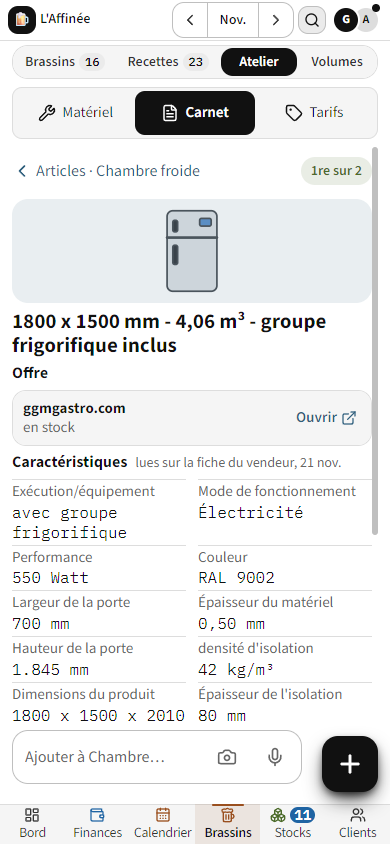 L'Affinée
Nov.
G
A
Brassins 16
Recettes 23
Atelier
Volumes
Matériel
Carnet
Tarifs
Articles · Chambre froide
1re sur 2
1800 x 1500 mm - 4,06 m³ - groupe
frigorifique inclus
Offre
ggmgastro.com
en stock
Ouvrir
Caractéristiques lues sur la fiche du vendeur, 21 nov.
Exécution/équipement
avec groupe
frigorifique
Mode de fonctionnement
Électricité
Performance
550 Watt
Couleur
RAL 9002
Largeur de la porte
700 mm
Épaisseur du matériel
0,50 mm
Hauteur de la porte
1.845 mm
densité d'isolation
42 kg/m³
Dimensions du produit
1800 x 1500 x 2010
Épaisseur de l'isolation
80 mm
Ajouter à Chambre…
Bord
Finances
Calendrier
Brassins
Stocks
11
Clients